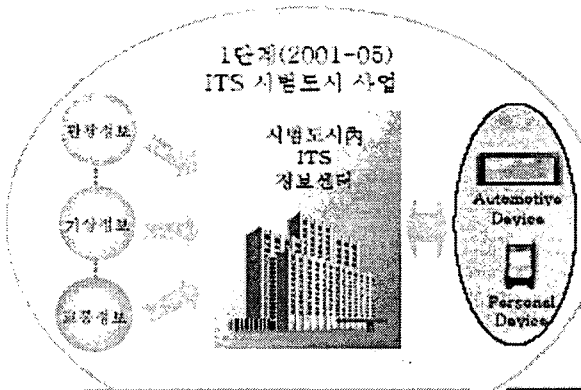 1단계(2001-05)
ITS 시범도시 사업
관광정보
기상정보
교통정보
시범도시內
ITS
정보센터
Automotive
Device
Personal
Device